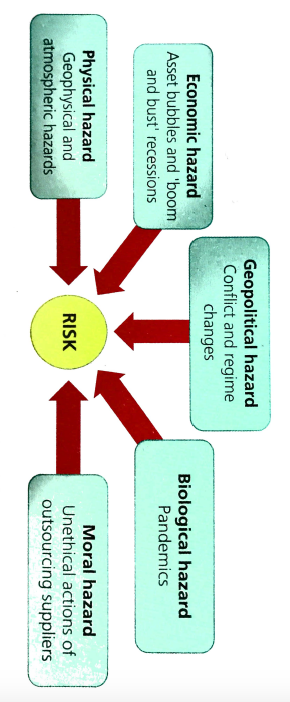 Physical hazard
Geophysical and
atmospheric hazards
Economic hazard
Asset bubbles and 'boom
and bust' recessions
Geopolitical hazard
Conflict and regime
changes
Biological hazard
Pandemics
Moral hazard
Unethical actions of
outsourcing suppliers
RISK